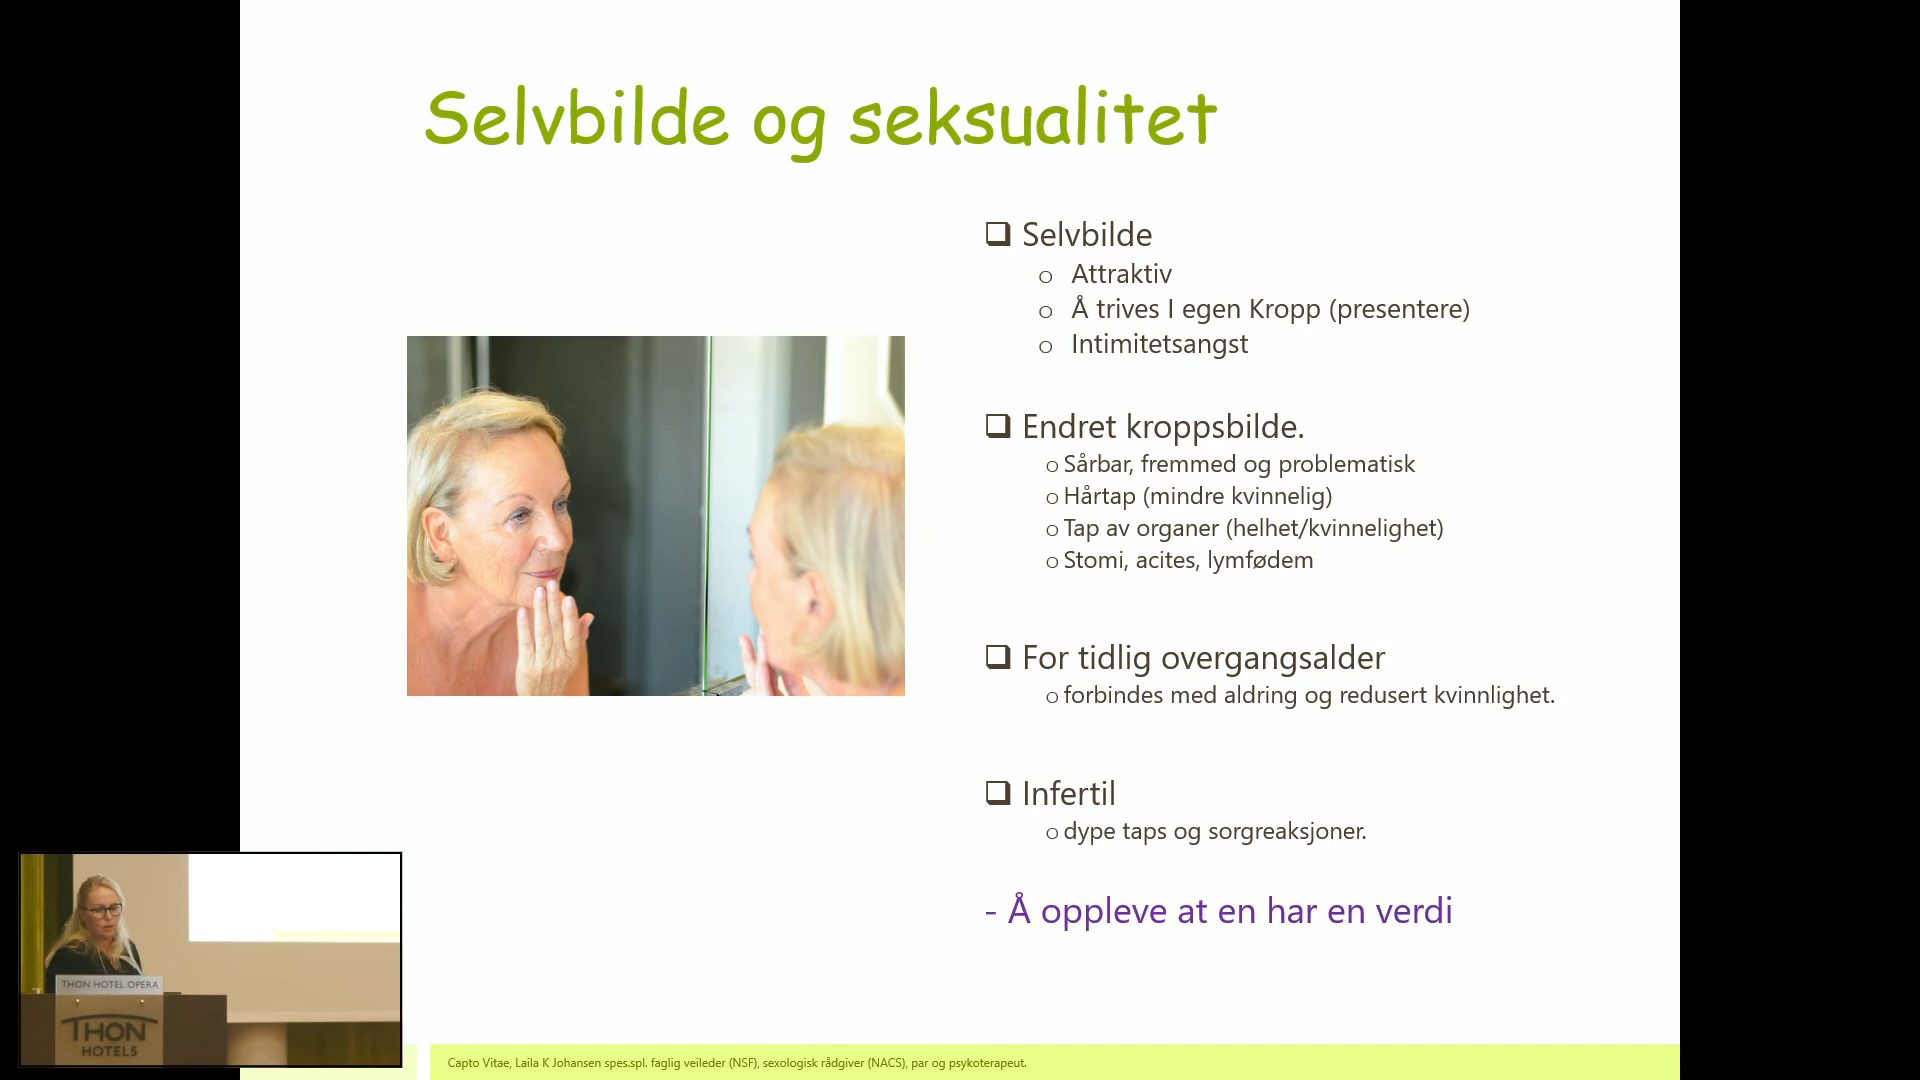 Selvbilde og seksualitet
Selvbilde
Attraktiv
Å trives I egen Kropp (presentere)
Intimitetsangst
Endret kroppsbilde.
Sårbar, fremmed og problematisk
Hårtap (mindre kvinnelig)
Tap av organer (helhet/kvinnelighet)
Stomi, acites, lymfødem
For tidlig overgangsalder
forbindes med aldring og redusert kvinnlighet.
Infertil
dype taps og sorgreaksjoner.
- Å oppleve at en har en verdi
THON HOTEL OPERA
THON
HOTELS
Capto Vitae, Laila K Johansen spes.spl. faglig veileder (NSF), sexologisk rådgiver (NACS), par og psykoterapeut.